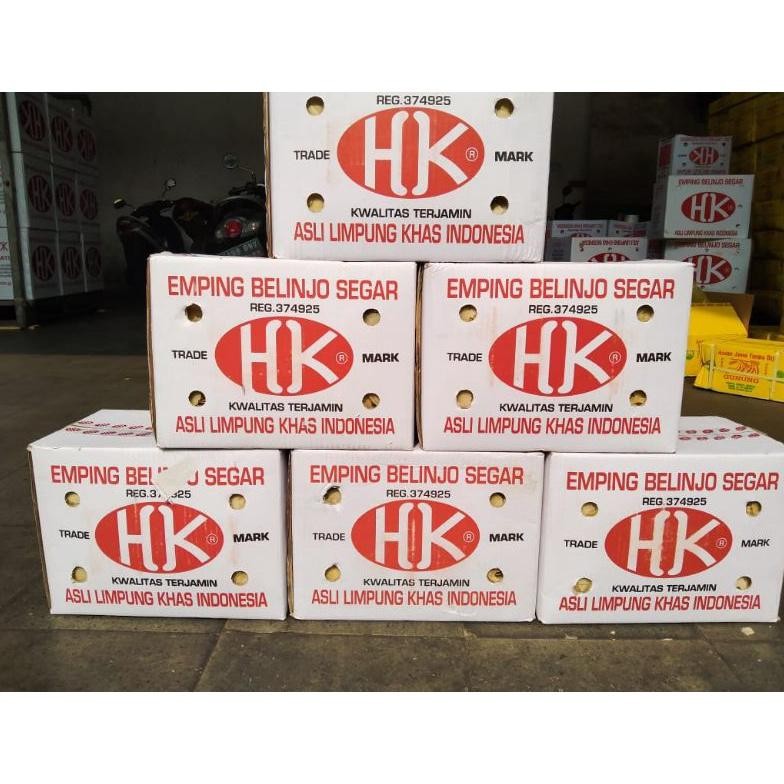 REG.374925
TRADE HK® MARK
KWALITAS TERJAMIN
ASLI LIMPUNG KHAS INDONESIA
EMPING BELINJO SEGAR
REG.374925
TRADE HK® MARK
KWALITAS TERJAMIN
ASLI LIMPUNG KHAS INDONESIA
EMPING BELINJO SEGAR
REG.374925
TRADE HK® MARK
KWALITAS TERJAMIN
ASLI LIMPUNG KHAS INDONESIA
EMPING BELINJO SEGAR
TRADE HK® MARK
KWALITAS TERJAMIN
ASLI LIMPUNG KHAS INDONESIA
EMPING BELINJO SEGAR
REG.374925
TRADE HK® MARK
KWALITAS TERJAMIN
ASLI LIMPUNG KHAS INDONESIA
EMPING BELINJO SEGAR
REG.374925
TRADE HK® MARK
KWALITAS TERJAMIN
ASLI LIMPUNG KHAS INDONESIA
HK
EMPING BELINJO SEGAR
HK
HK
HK
HK